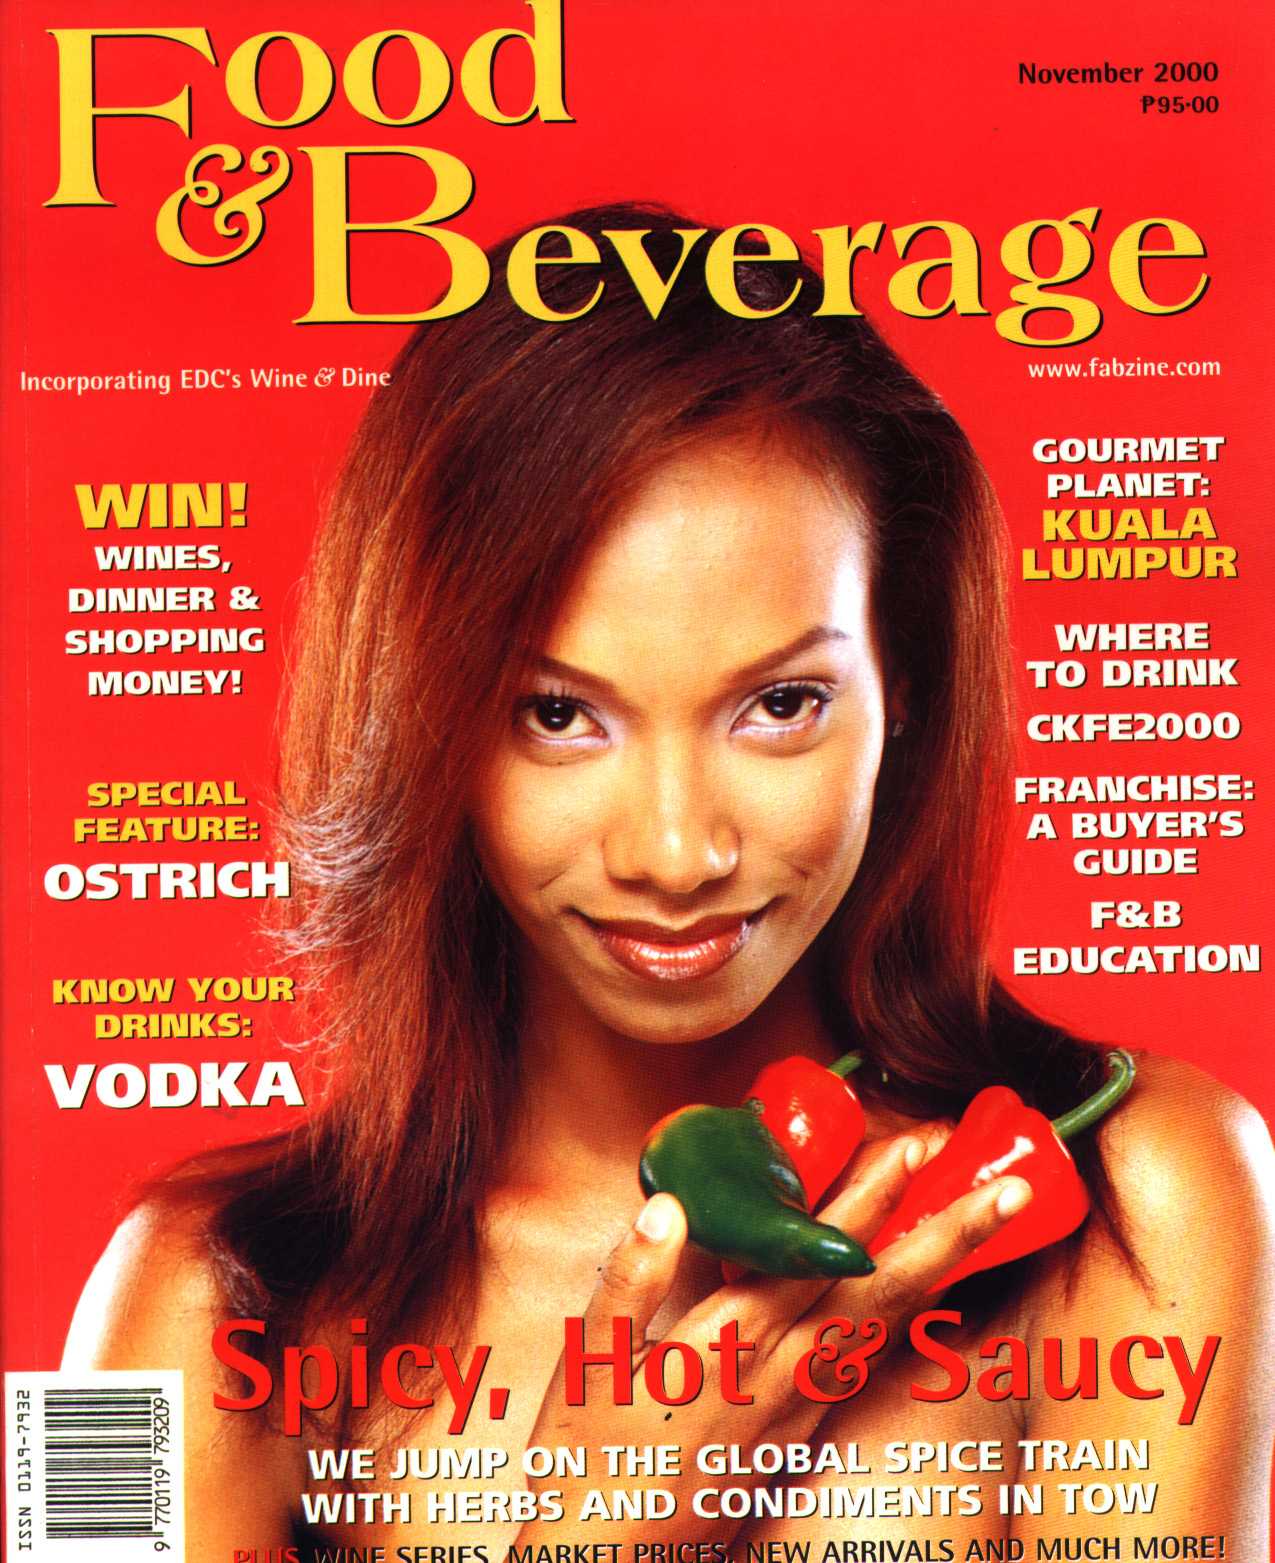 Food
& Beverage
November 2000
₱95·00
Incorporating EDC's Wine & Dine
www.fabzine.com
WIN!
WINES,
DINNER &
SHOPPING
MONEY!
SPECIAL
FEATURE:
OSTRICH
KNOW YOUR
DRINKS:
VODKA
GOURMET
PLANET:
KUALA
LUMPUR
WHERE
TO DRINK
CKFE2000
FRANCHISE:
A BUYER'S
GUIDE
F&B
EDUCATION
Spicy, Hot & Saucy
WE JUMP ON THE GLOBAL SPICE TRAIN
WITH HERBS AND CONDIMENTS IN TOW
PLUS WINE SERIES, MARKET PRICES, NEW ARRIVALS AND MUCH MORE!
ISSN 0119-7932
9 770119 793209